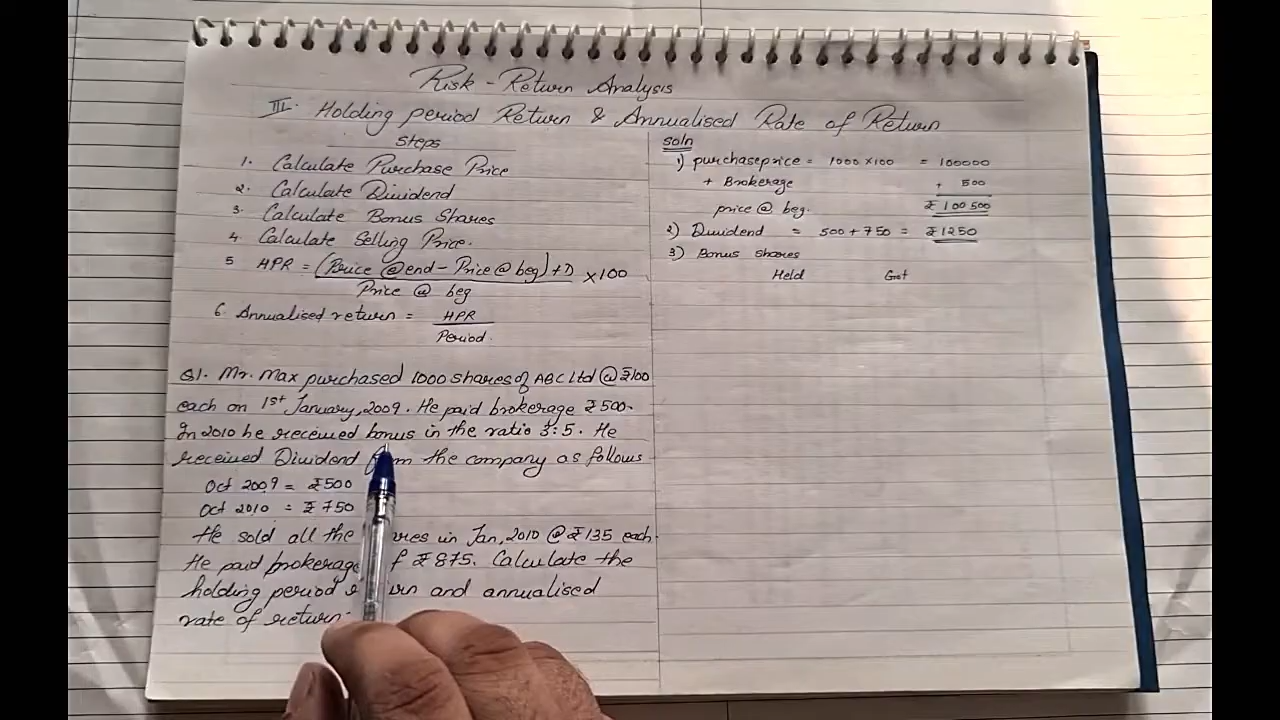 Risk - Return Analysis
III. Holding period Return & Annualised Rate of Return
Steps
1. Calculate Purchase Price
2. Calculate Dividend
3. Calculate Bonus Shares
4. Calculate Selling Price.
5 HPR = (Price @ end - Price @ beg) + D × 100
Price @ beg
6. Annualised return = HPR
Period.
Q1. Mr. Max purchased 1000 shares of ABC Ltd @ ₹100
each on 1st January, 2009. He paid brokerage ₹500.
In 2010 he received bonus in the ratio 3:5. He
received Dividend from the company as follows
Oct 2009 = ₹500
Oct 2010 = ₹750
He sold all the in Jan, 2010 @ ₹135 each.
He paid brokerage ₹875. Calculate the
holding period and annualised
rate of return.
Soln
1) purchase price = 1000 × 100 = 100000
+ Brokerage + 500
price @ beg. ₹ 100 500
2) Dividend = 500 + 750 = ₹1250
3) Bonus Shares
Held Got